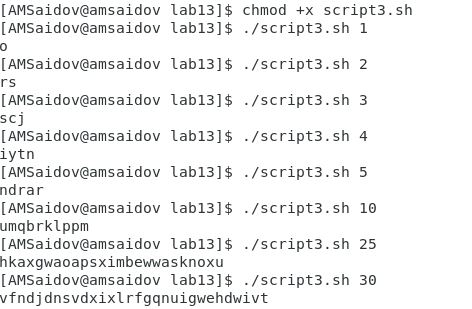 [AMSaidov@amsaidov lab13]$ chmod +x script3.sh
[AMSaidov@amsaidov lab13]$ ./script3.sh 1
o
[AMSaidov@amsaidov lab13]$ ./script3.sh 2
rs
[AMSaidov@amsaidov lab13]$ ./script3.sh 3
scj
[AMSaidov@amsaidov lab13]$ ./script3.sh 4
iytn
[AMSaidov@amsaidov lab13]$ ./script3.sh 5
ndrar
[AMSaidov@amsaidov lab13]$ ./script3.sh 10
umqbrklppm
[AMSaidov@amsaidov lab13]$ ./script3.sh 25
hkaxgwaoapsximbewwasknoxu
[AMSaidov@amsaidov lab13]$ ./script3.sh 30
vfndjdnsvdxixlrfgqnuigwehdwivt